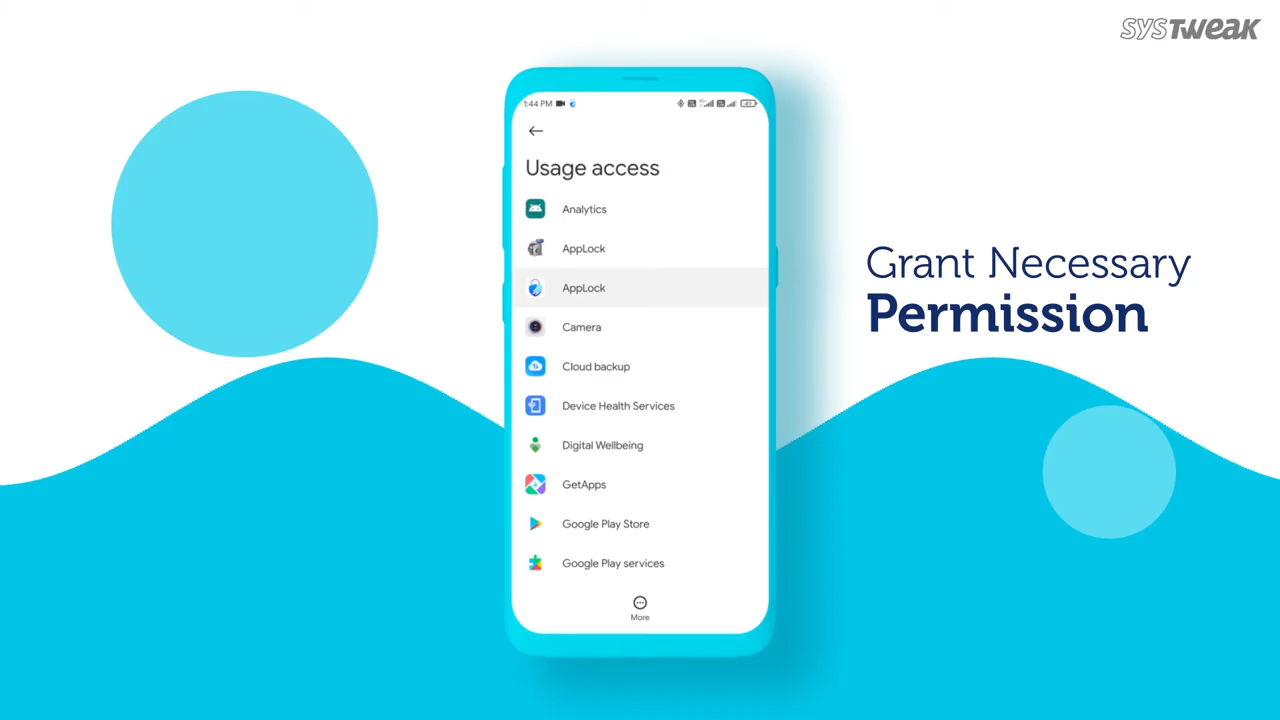 SYSTWEAK
1:44 PM
Usage access
Analytics
AppLock
AppLock
Camera
Cloud backup
Device Health Services
Digital Wellbeing
GetApps
Google Play Store
Google Play services
More
Grant Necessary
Permission